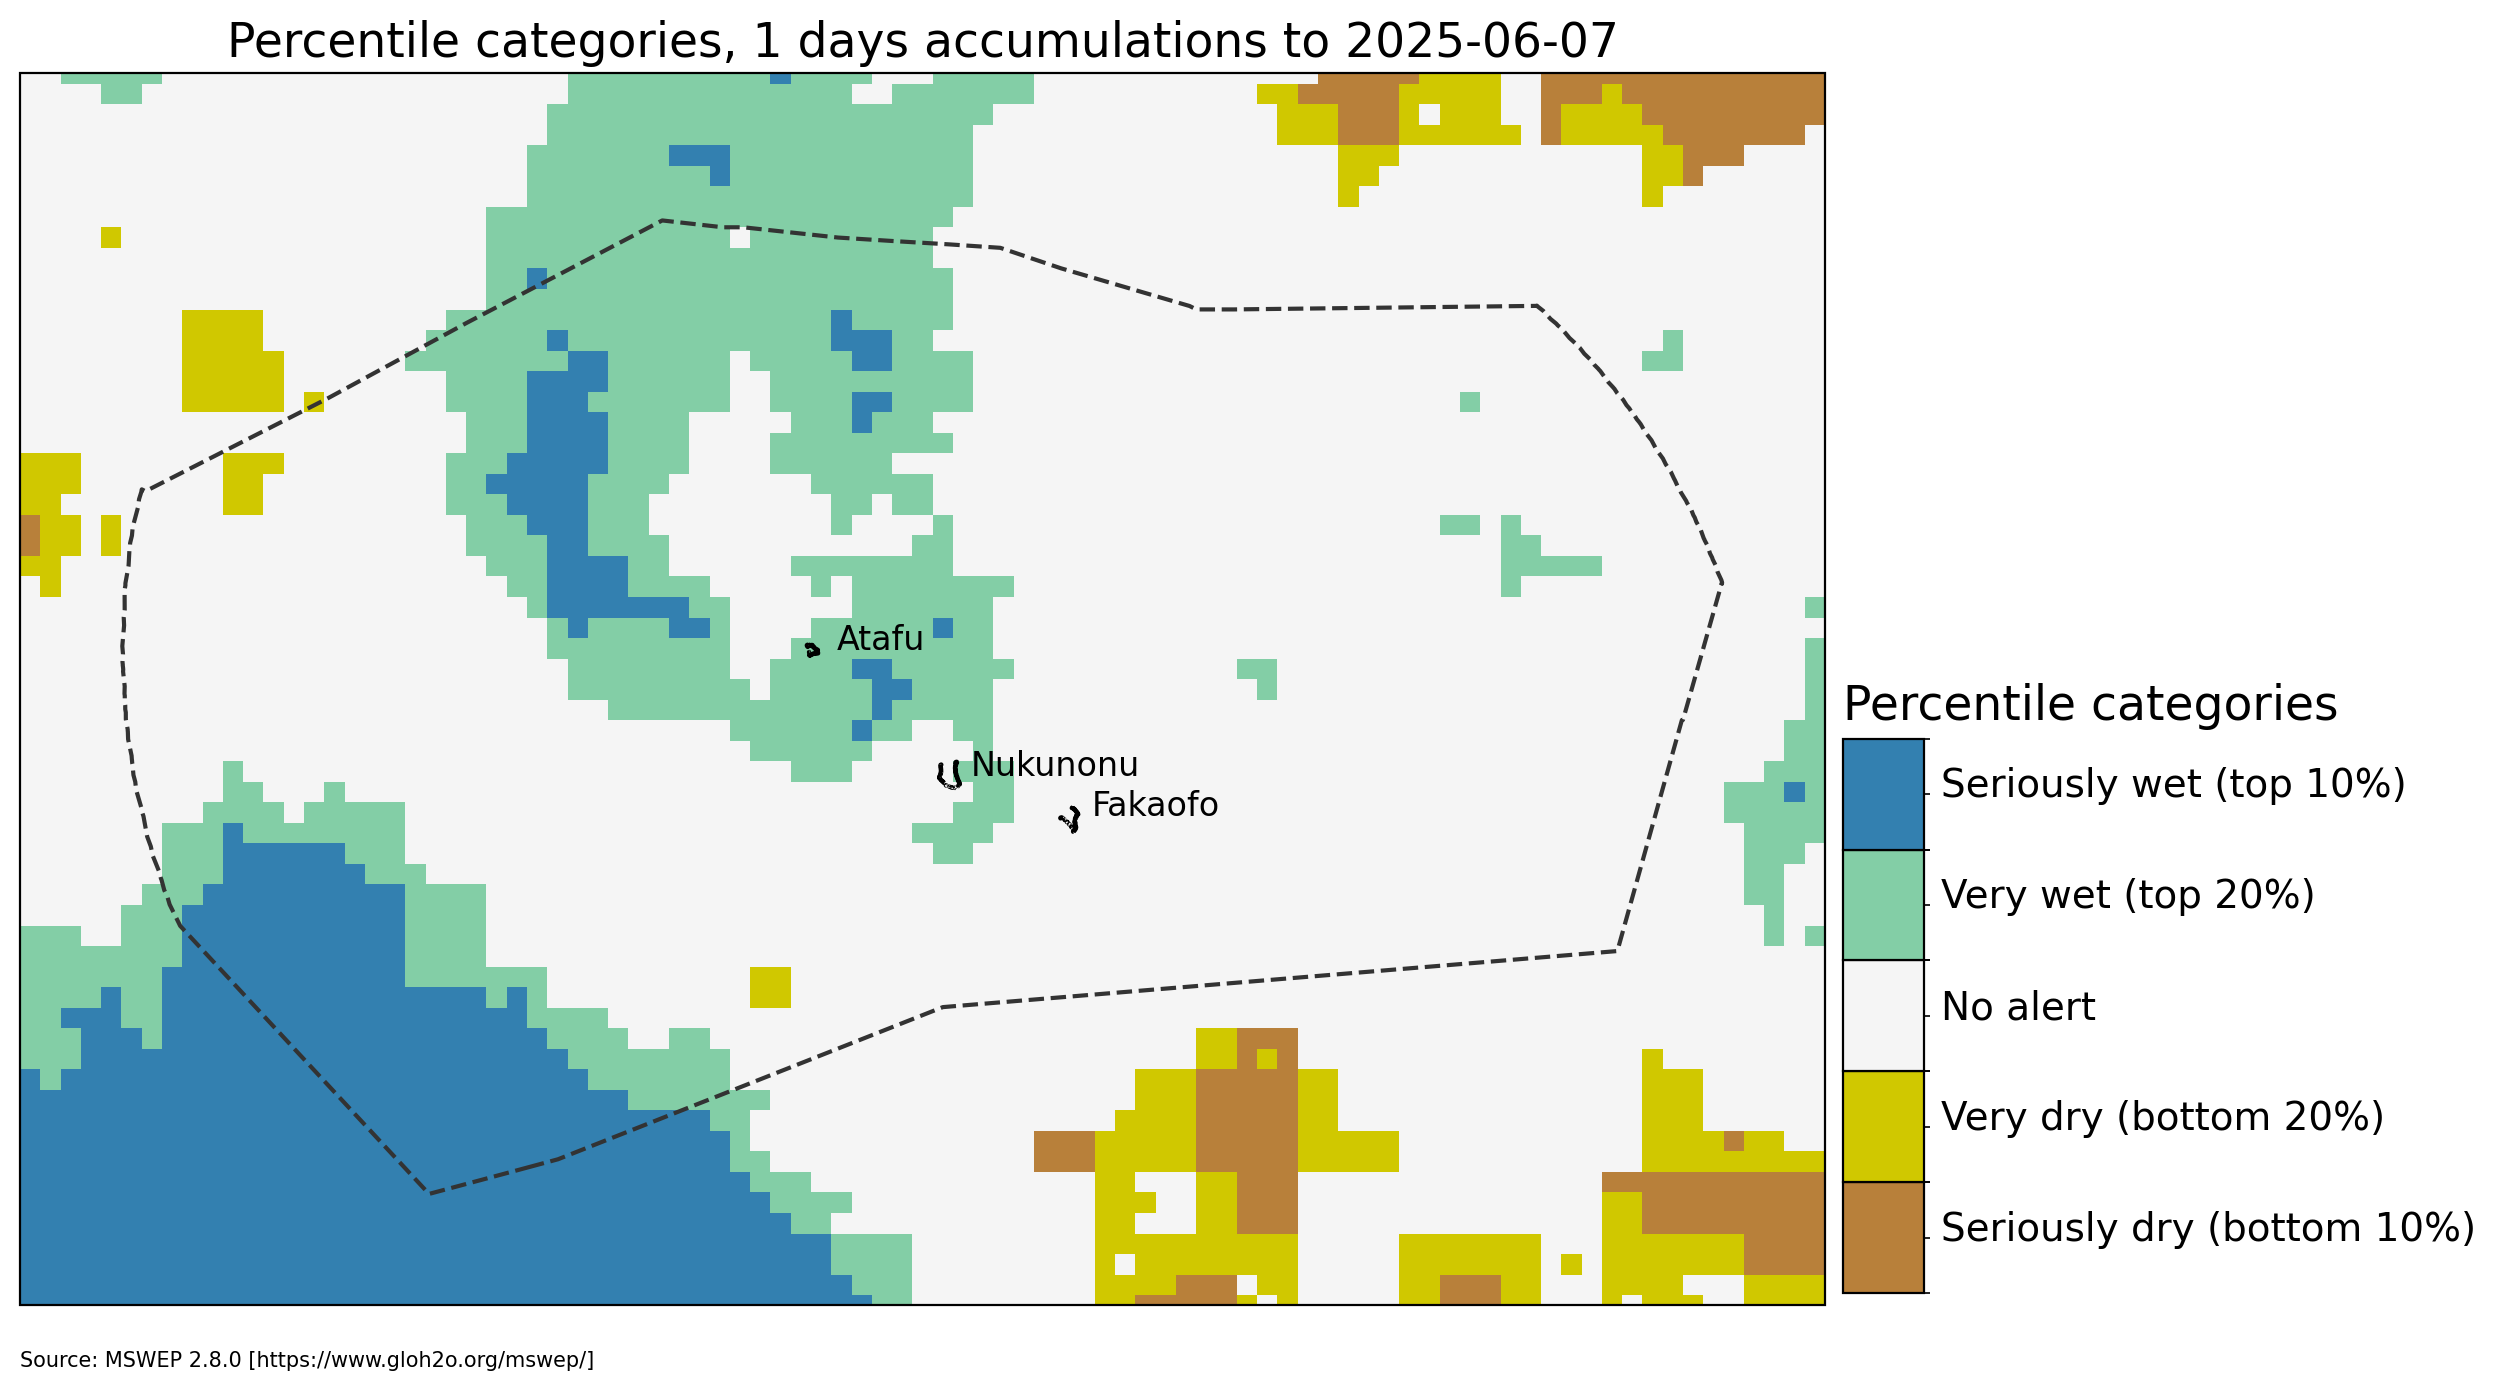 Percentile categories, 1 days accumulations to 2025-06-07
Atafu
Nukunonu
Fakaofo
Percentile categories
Seriously wet (top 10%)
Very wet (top 20%)
No alert
Very dry (bottom 20%)
Seriously dry (bottom 10%)
Source: MSWEP 2.8.0 [https://www.gloh2o.org/mswep/]